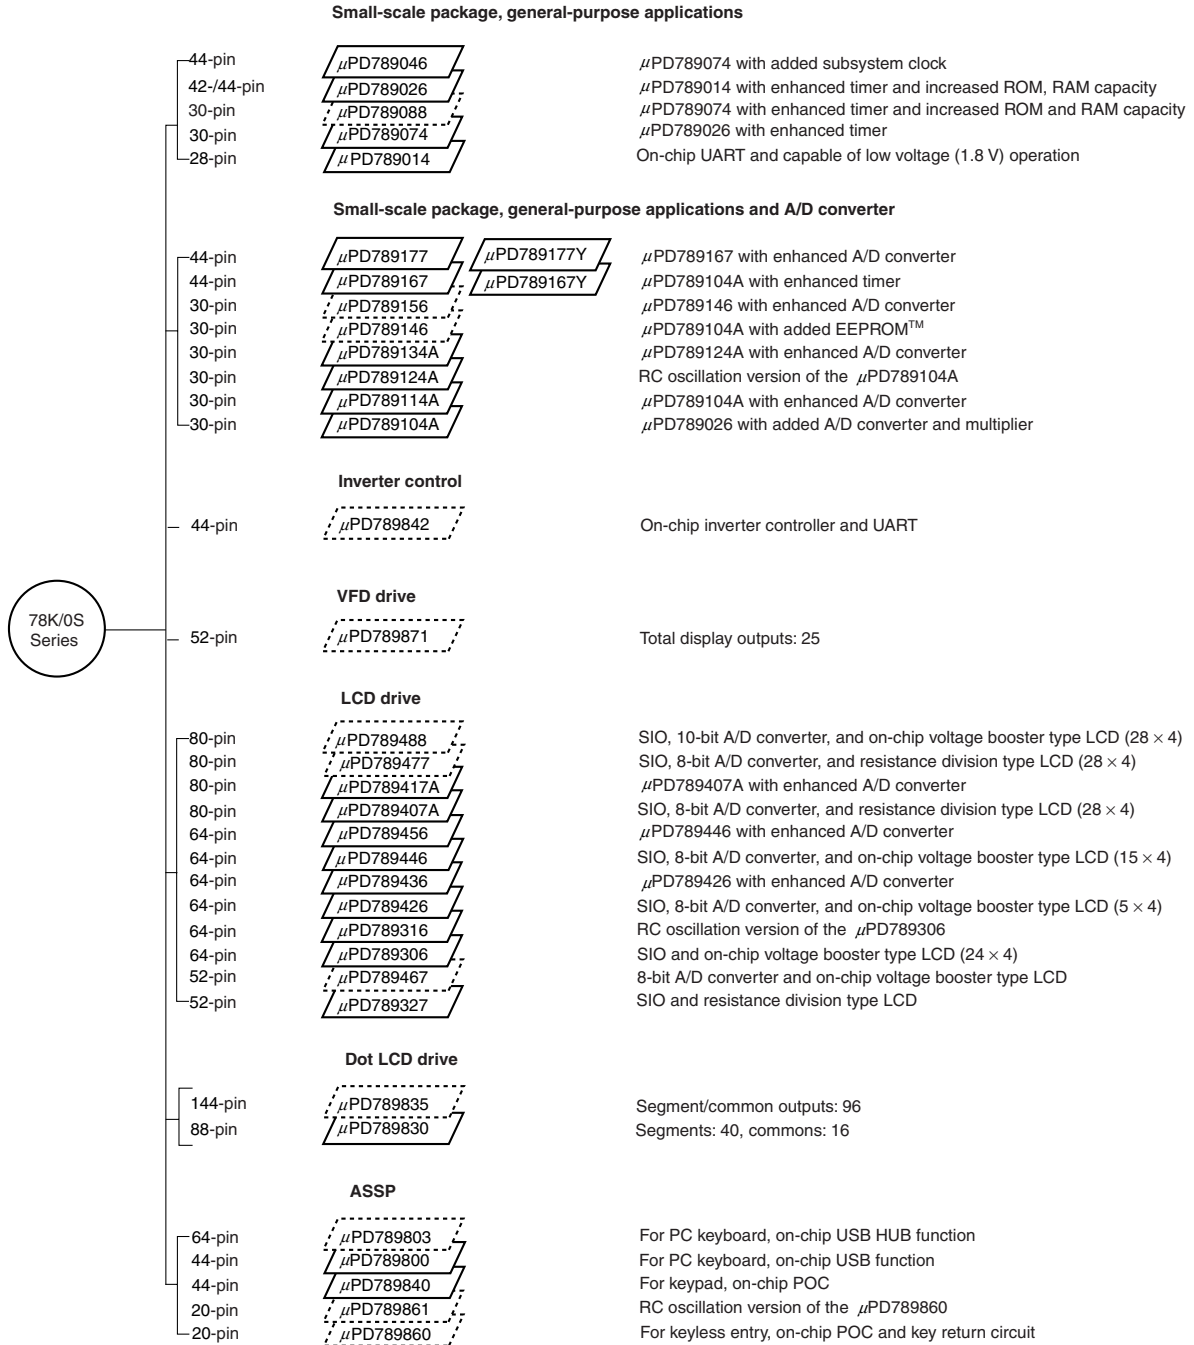 Small-scale package, general-purpose applications
44-pin μPD789046 μPD789074 with added subsystem clock
42-/44-pin μPD789026 μPD789014 with enhanced timer and increased ROM, RAM capacity
30-pin μPD789088 μPD789074 with enhanced timer and increased ROM and RAM capacity
30-pin μPD789074 μPD789026 with enhanced timer
28-pin μPD789014 On-chip UART and capable of low voltage (1.8 V) operation
Small-scale package, general-purpose applications and A/D converter
44-pin μPD789177 μPD789177Y μPD789167 with enhanced A/D converter
44-pin μPD789167 μPD789167Y μPD789104A with enhanced timer
30-pin μPD789156 μPD789146 with enhanced A/D converter
30-pin μPD789146 μPD789104A with added EEPROM™
30-pin μPD789134A μPD789124A with enhanced A/D converter
30-pin μPD789124A RC oscillation version of the μPD789104A
30-pin μPD789114A μPD789104A with enhanced A/D converter
30-pin μPD789104A μPD789026 with added A/D converter and multiplier
Inverter control
44-pin μPD789842 On-chip inverter controller and UART
VFD drive
78K/0S
Series
52-pin μPD789871 Total display outputs: 25
LCD drive
80-pin μPD789488 SIO, 10-bit A/D converter, and on-chip voltage booster type LCD (28 × 4)
80-pin μPD789477 SIO, 8-bit A/D converter, and resistance division type LCD (28 × 4)
80-pin μPD789417A μPD789407A with enhanced A/D converter
80-pin μPD789407A SIO, 8-bit A/D converter, and resistance division type LCD (28 × 4)
64-pin μPD789456 μPD789446 with enhanced A/D converter
64-pin μPD789446 SIO, 8-bit A/D converter, and on-chip voltage booster type LCD (15 × 4)
64-pin μPD789436 μPD789426 with enhanced A/D converter
64-pin μPD789426 SIO, 8-bit A/D converter, and on-chip voltage booster type LCD (5 × 4)
64-pin μPD789316 RC oscillation version of the μPD789306
64-pin μPD789306 SIO and on-chip voltage booster type LCD (24 × 4)
52-pin μPD789467 8-bit A/D converter and on-chip voltage booster type LCD
52-pin μPD789327 SIO and resistance division type LCD
Dot LCD drive
144-pin μPD789835 Segment/common outputs: 96
88-pin μPD789830 Segments: 40, commons: 16
ASSP
64-pin μPD789803 For PC keyboard, on-chip USB HUB function
44-pin μPD789800 For PC keyboard, on-chip USB function
44-pin μPD789840 For keypad, on-chip POC
20-pin μPD789861 RC oscillation version of the μPD789860
20-pin μPD789860 For keyless entry, on-chip POC and key return circuit